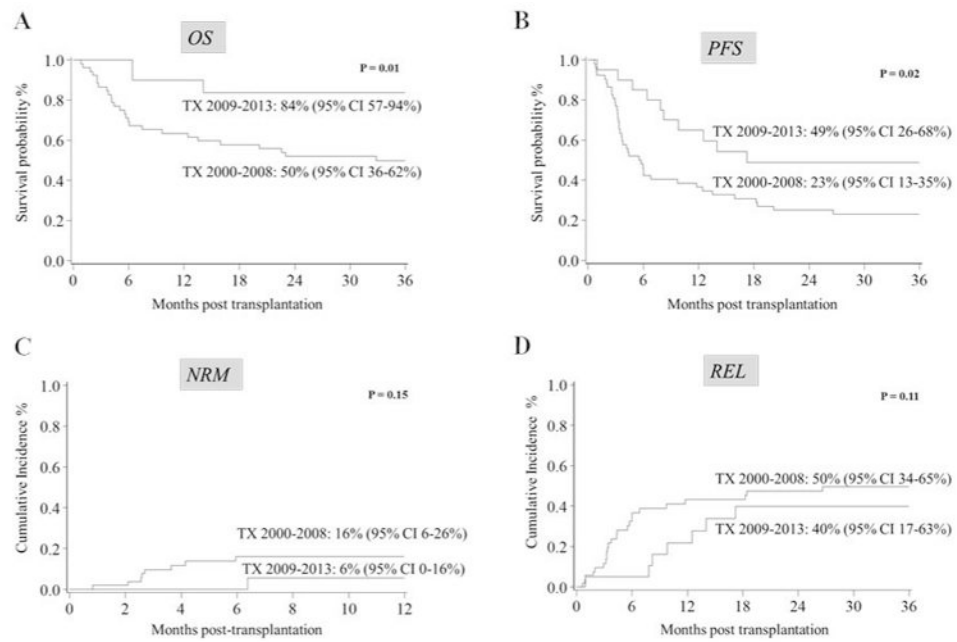 A
OS
P = 0.01
Survival probability %
1.0
0.8
0.6
0.4
0.2
0.0
TX 2009-2013: 84% (95% CI 57-94%)
TX 2000-2008: 50% (95% CI 36-62%)
0 6 12 18 24 30 36
Months post transplantation
B
PFS
P = 0.02
Survival probability %
1.0
0.8
0.6
0.4
0.2
0.0
TX 2009-2013: 49% (95% CI 26-68%)
TX 2000-2008: 23% (95% CI 13-35%)
0 6 12 18 24 30 36
Months post transplantation
C
NRM
P = 0.15
Cumulative Incidence %
1.0
0.8
0.6
0.4
0.2
0.0
TX 2000-2008: 16% (95% CI 6-26%)
TX 2009-2013: 6% (95% CI 0-16%)
0 2 4 6 8 10 12
Months post-transplantation
D
REL
P = 0.11
Cumulative Incidence %
1.0
0.8
0.6
0.4
0.2
0.0
TX 2000-2008: 50% (95% CI 34-65%)
TX 2009-2013: 40% (95% CI 17-63%)
0 6 12 18 24 30 36
Months post-transplantation